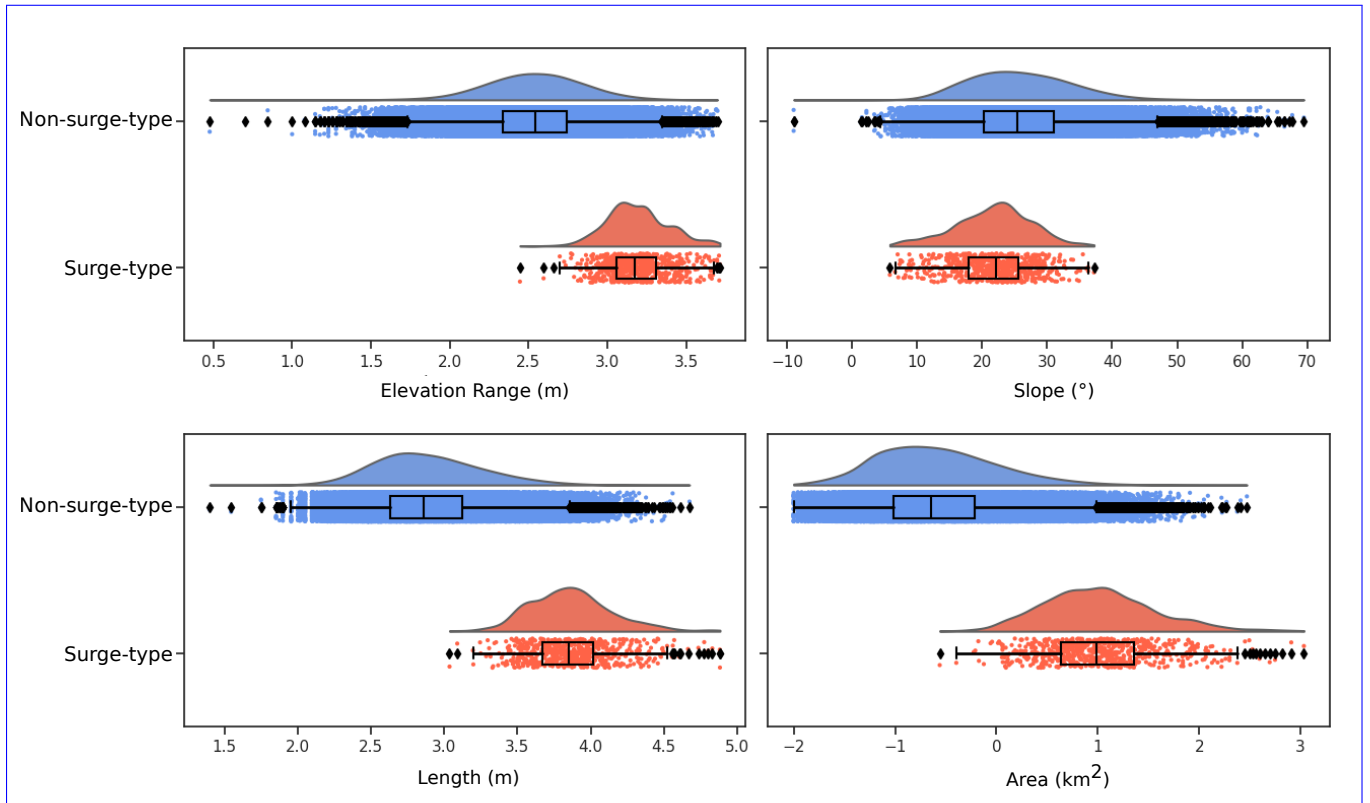 Non-surge-type
Surge-type
0.5 1.0 1.5 2.0 2.5 3.0 3.5
Elevation Range (m)
−10 0 10 20 30 40 50 60 70
Slope (°)
Non-surge-type
Surge-type
1.5 2.0 2.5 3.0 3.5 4.0 4.5 5.0
Length (m)
−2 −1 0 1 2 3
Area (km²)